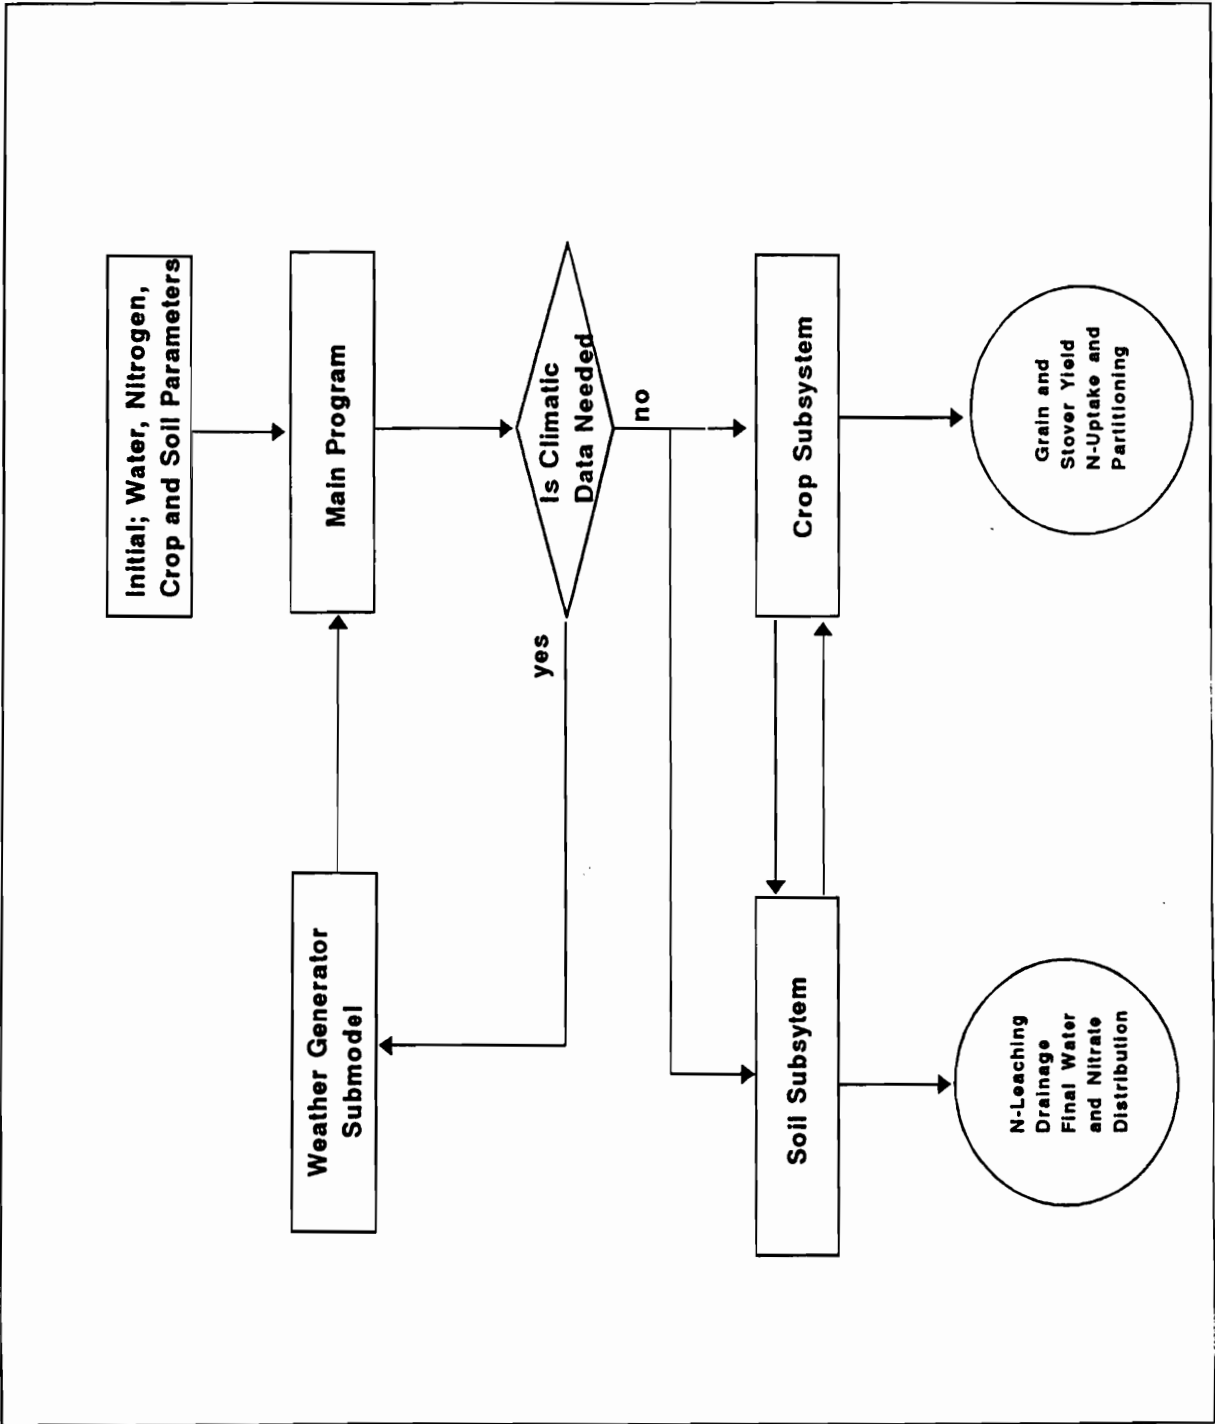 Initial; Water, Nitrogen,
Crop and Soil Parameters
Weather Generator
Submodel
Main Program
yes
Is Climatic
Data Needed
no
Soil Subsytem
Crop Subsystem
N-Leaching
Drainage
Final Water
and Nitrate
Distribution
Grain and
Stover Yield
N-Uptake and
Partitioning